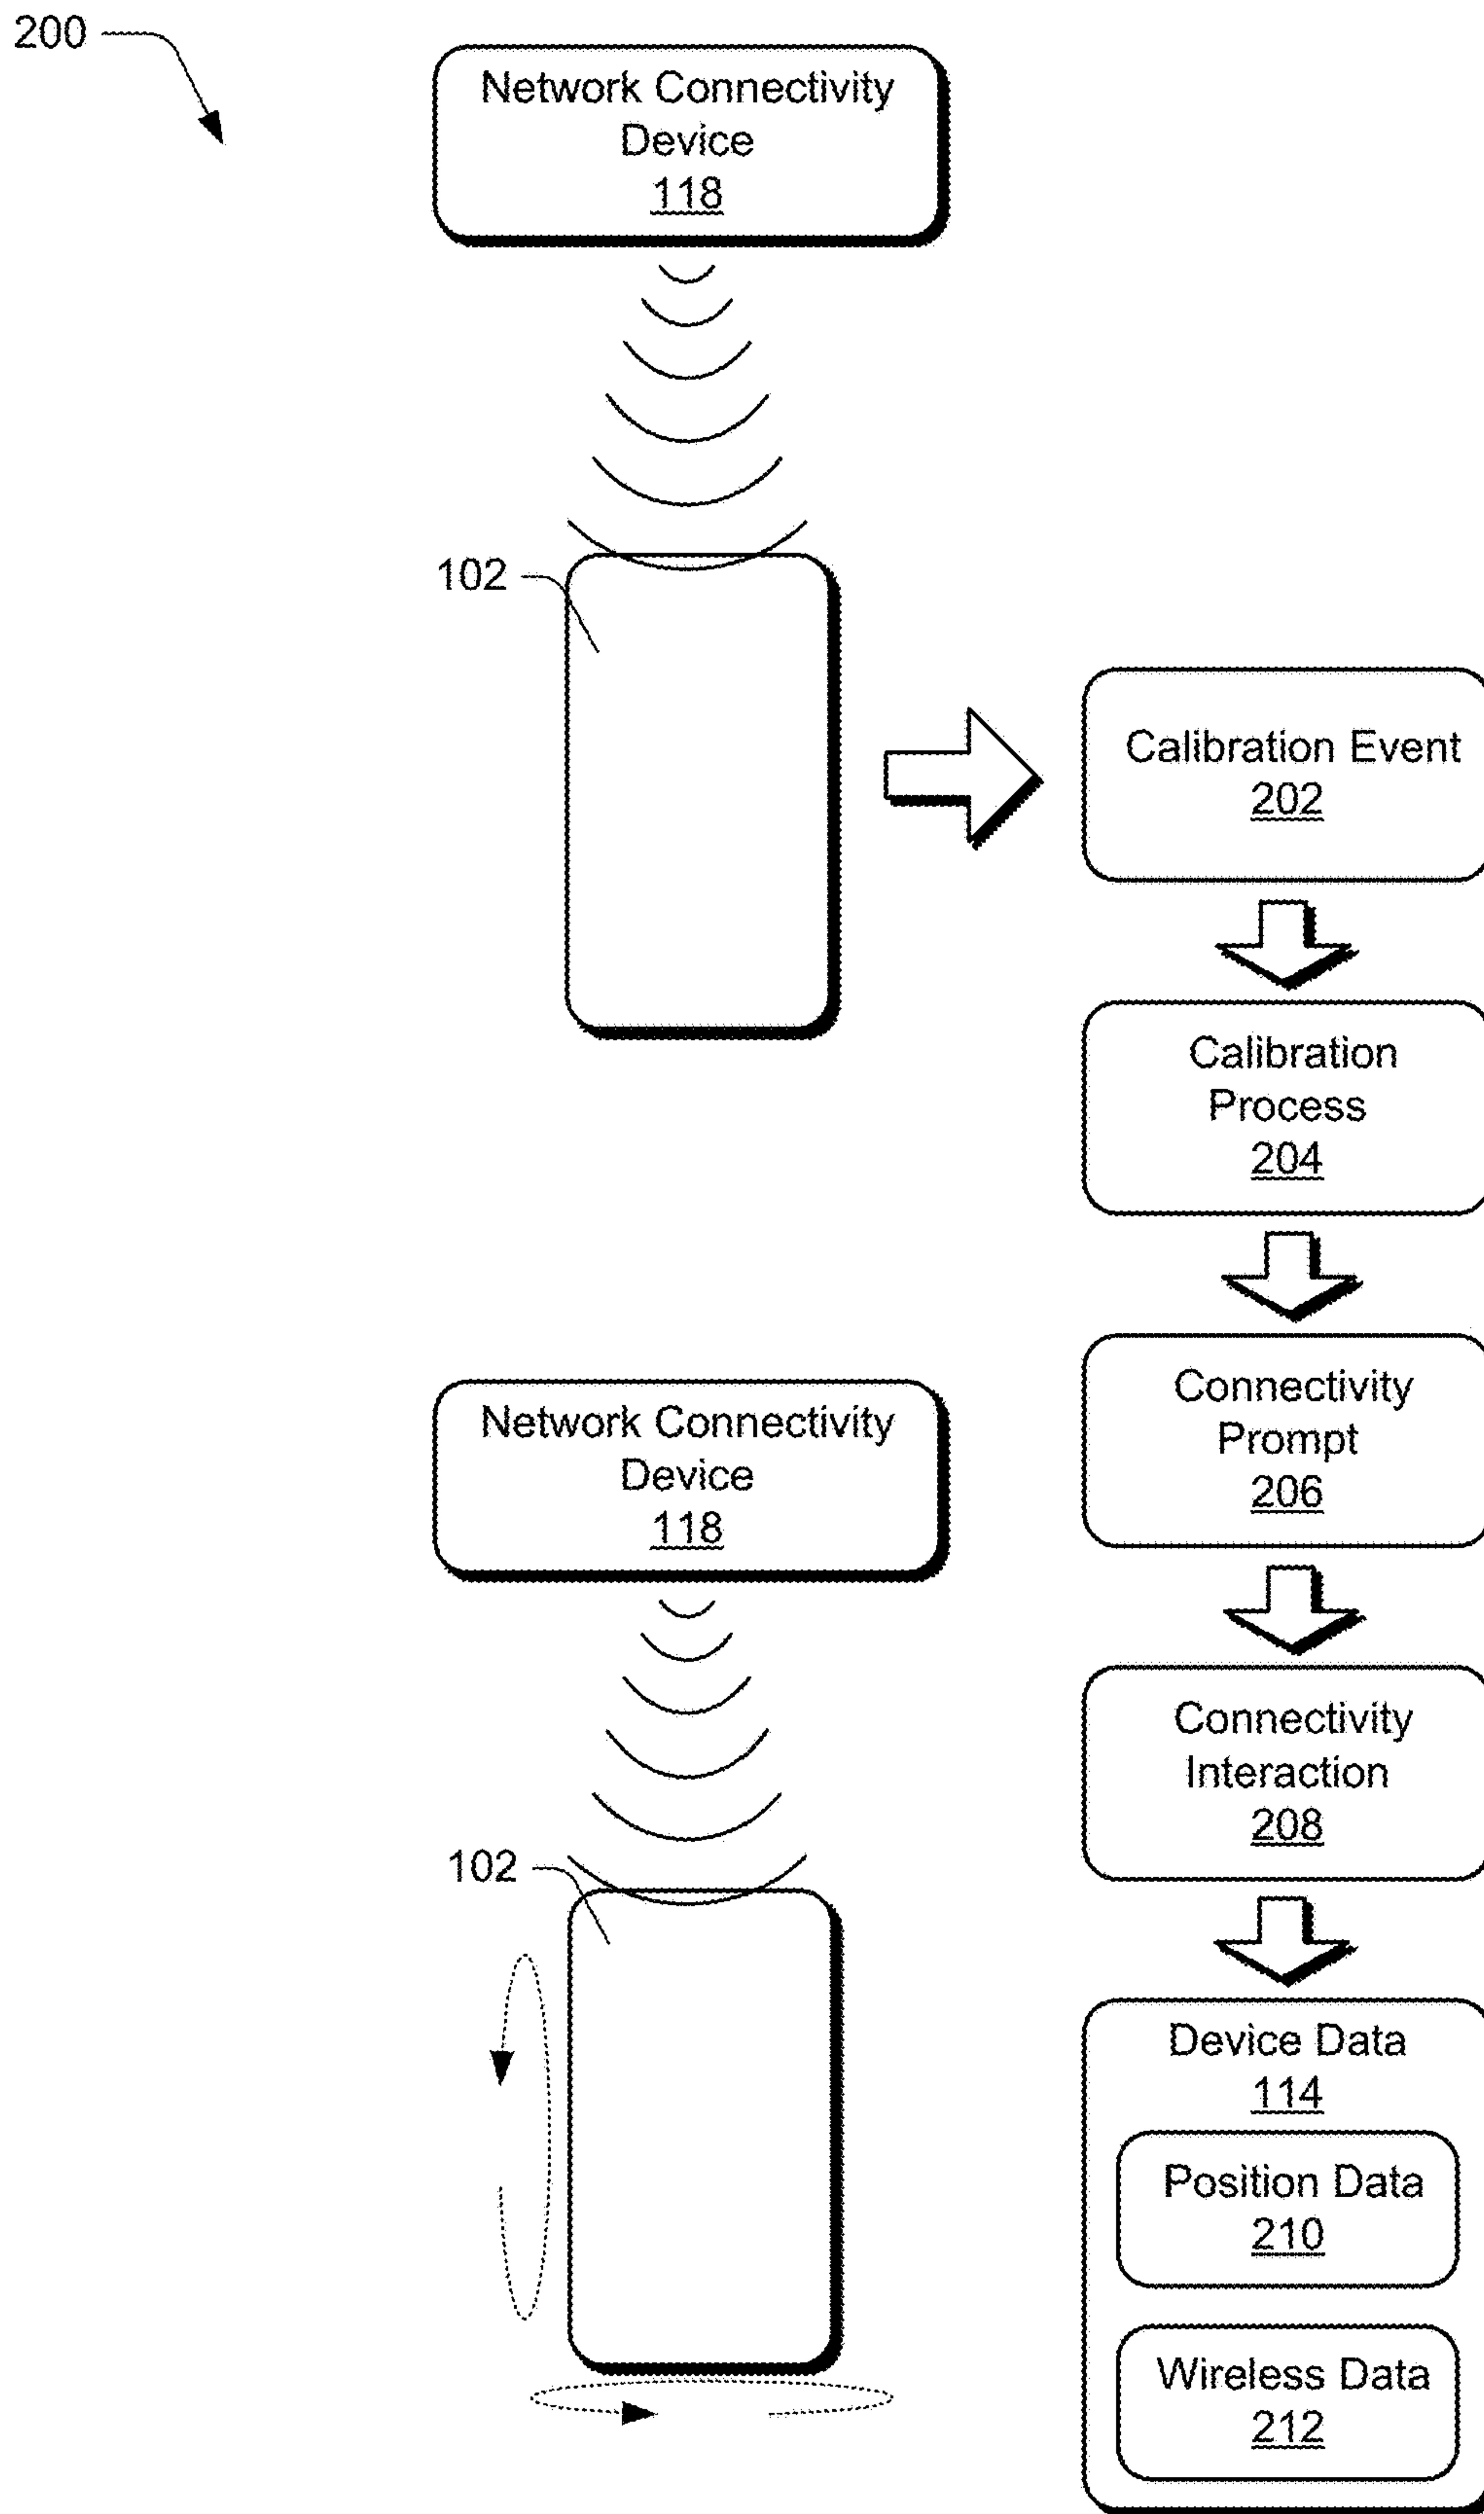 200
Network Connectivity
Device
118
102
Calibration Event
202
Calibration
Process
204
Connectivity
Prompt
206
Network Connectivity
Device
118
Connectivity
Interaction
208
102
Device Data
114
Position Data
210
Wireless Data
212